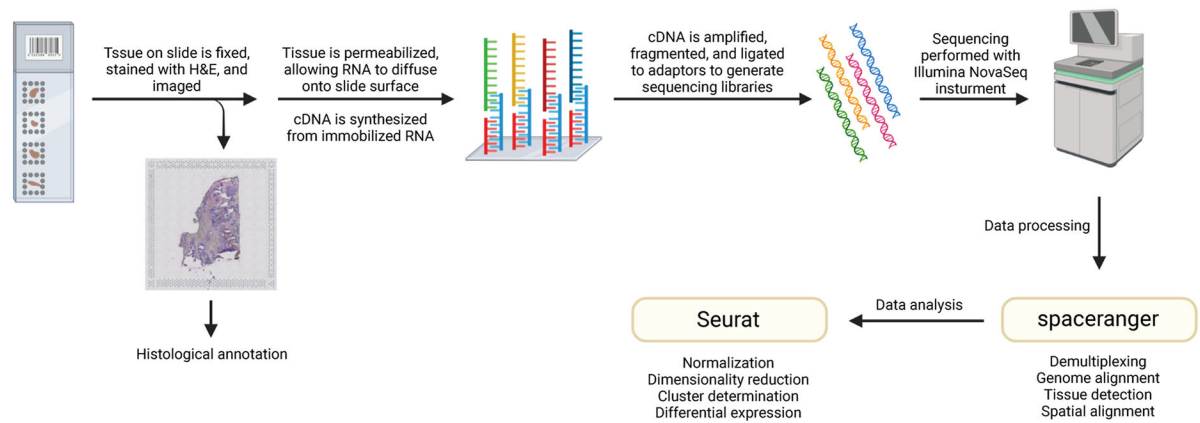 Tssue on slide is fixed,
stained with H&E, and
imaged
Tissue is permeabilized,
allowing RNA to diffuse
onto slide surface
cDNA is synthesized
from immobilized RNA
cDNA is amplified,
fragmented, and ligated
to adaptors to generate
sequencing libraries
Sequencing
performed with
Illumina NovaSeq
insturment
Data processing
Histological annotation
spaceranger
Demultiplexing
Genome alignment
Tissue detection
Spatial alignment
Data analysis
Seurat
Normalization
Dimensionality reduction
Cluster determination
Differential expression